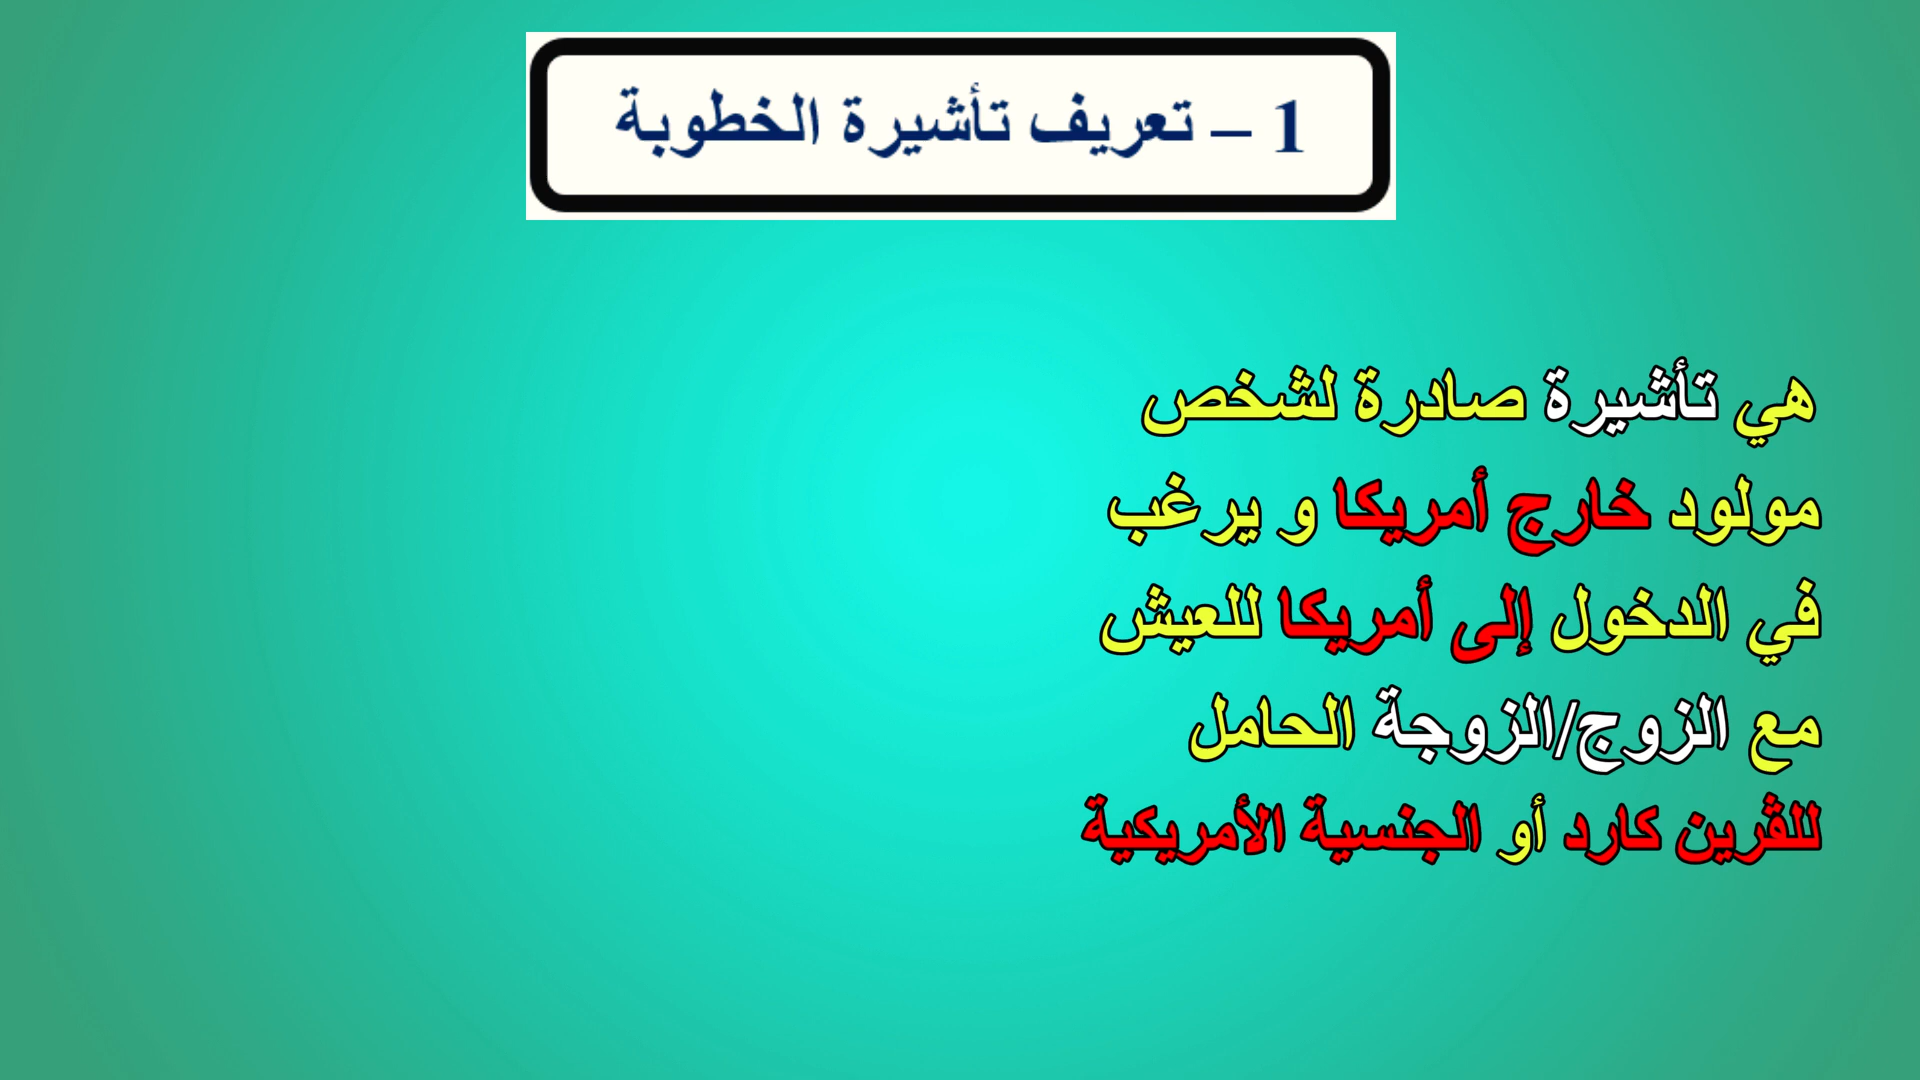 1 – تعريف تأشيرة الخطوبة
هي تأشيرة صادرة لشخص
مولود خارج أمريكا و يرغب
في الدخول إلى أمريكا للعيش
مع الزوج/الزوجة الحامل
للڤرين كارد أو الجنسية الأمريكية